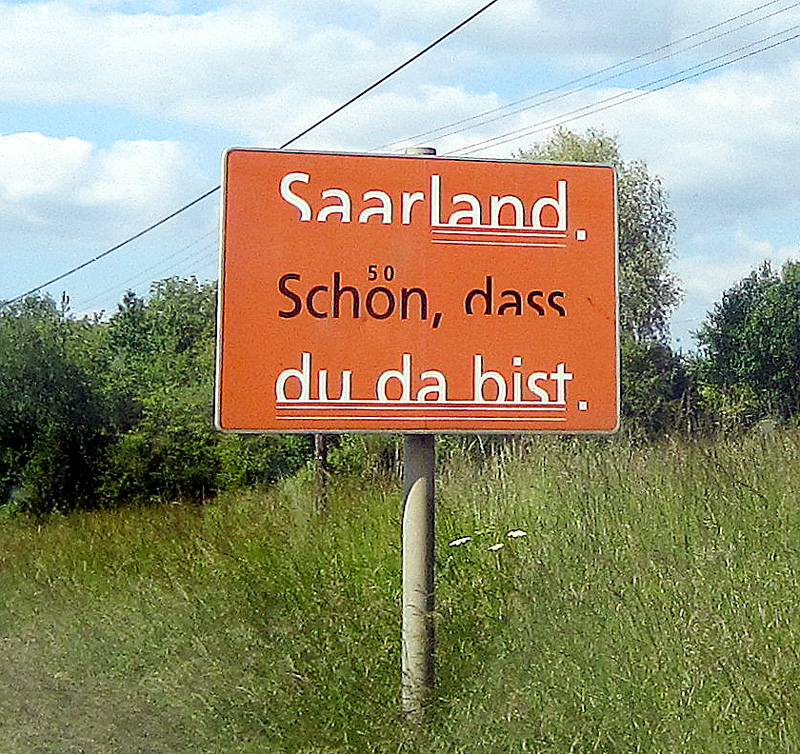 Saarland.
50
Schön, dass
du da bist.